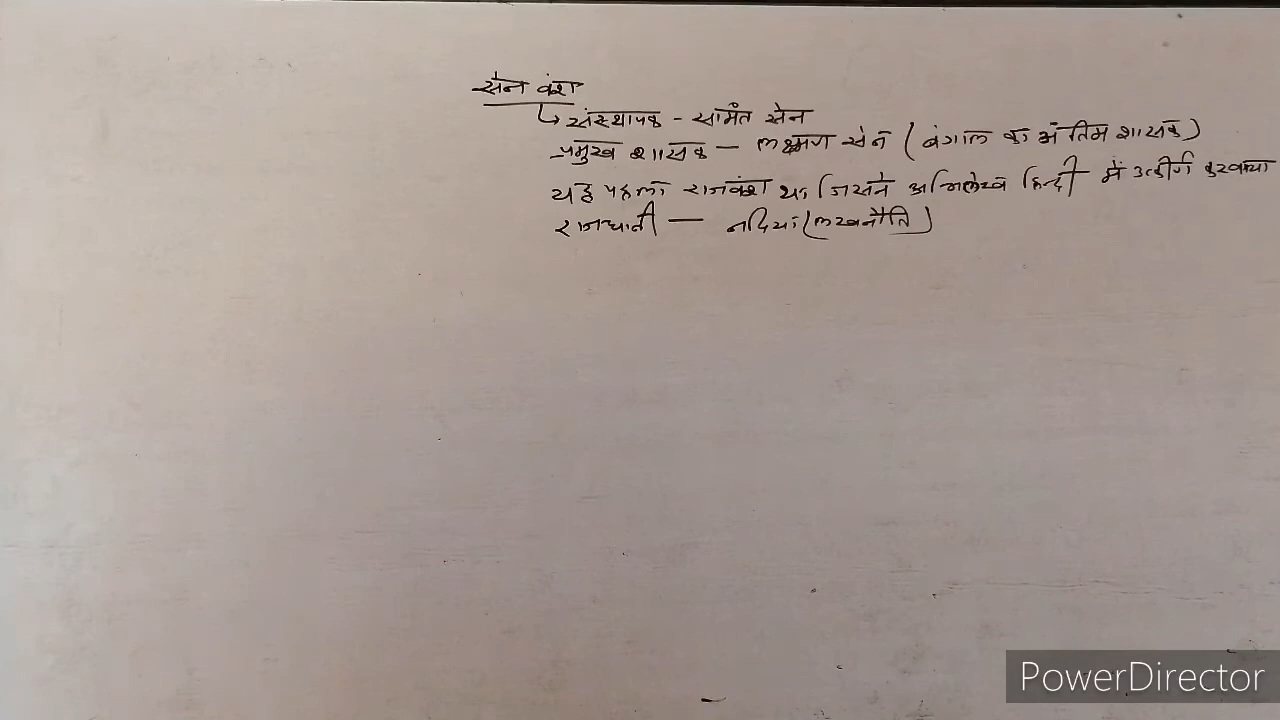 सेन वंश
↳ संस्थापक - सामंत सेन
प्रमुख शासक — लक्ष्मण सेन (बंगाल का अंतिम शासक)
यह पहला राजवंश था जिसने अभिलेख हिन्दी में उत्कीर्ण करवाया
राजधानी — नदिया (लखनौति)
PowerDirector